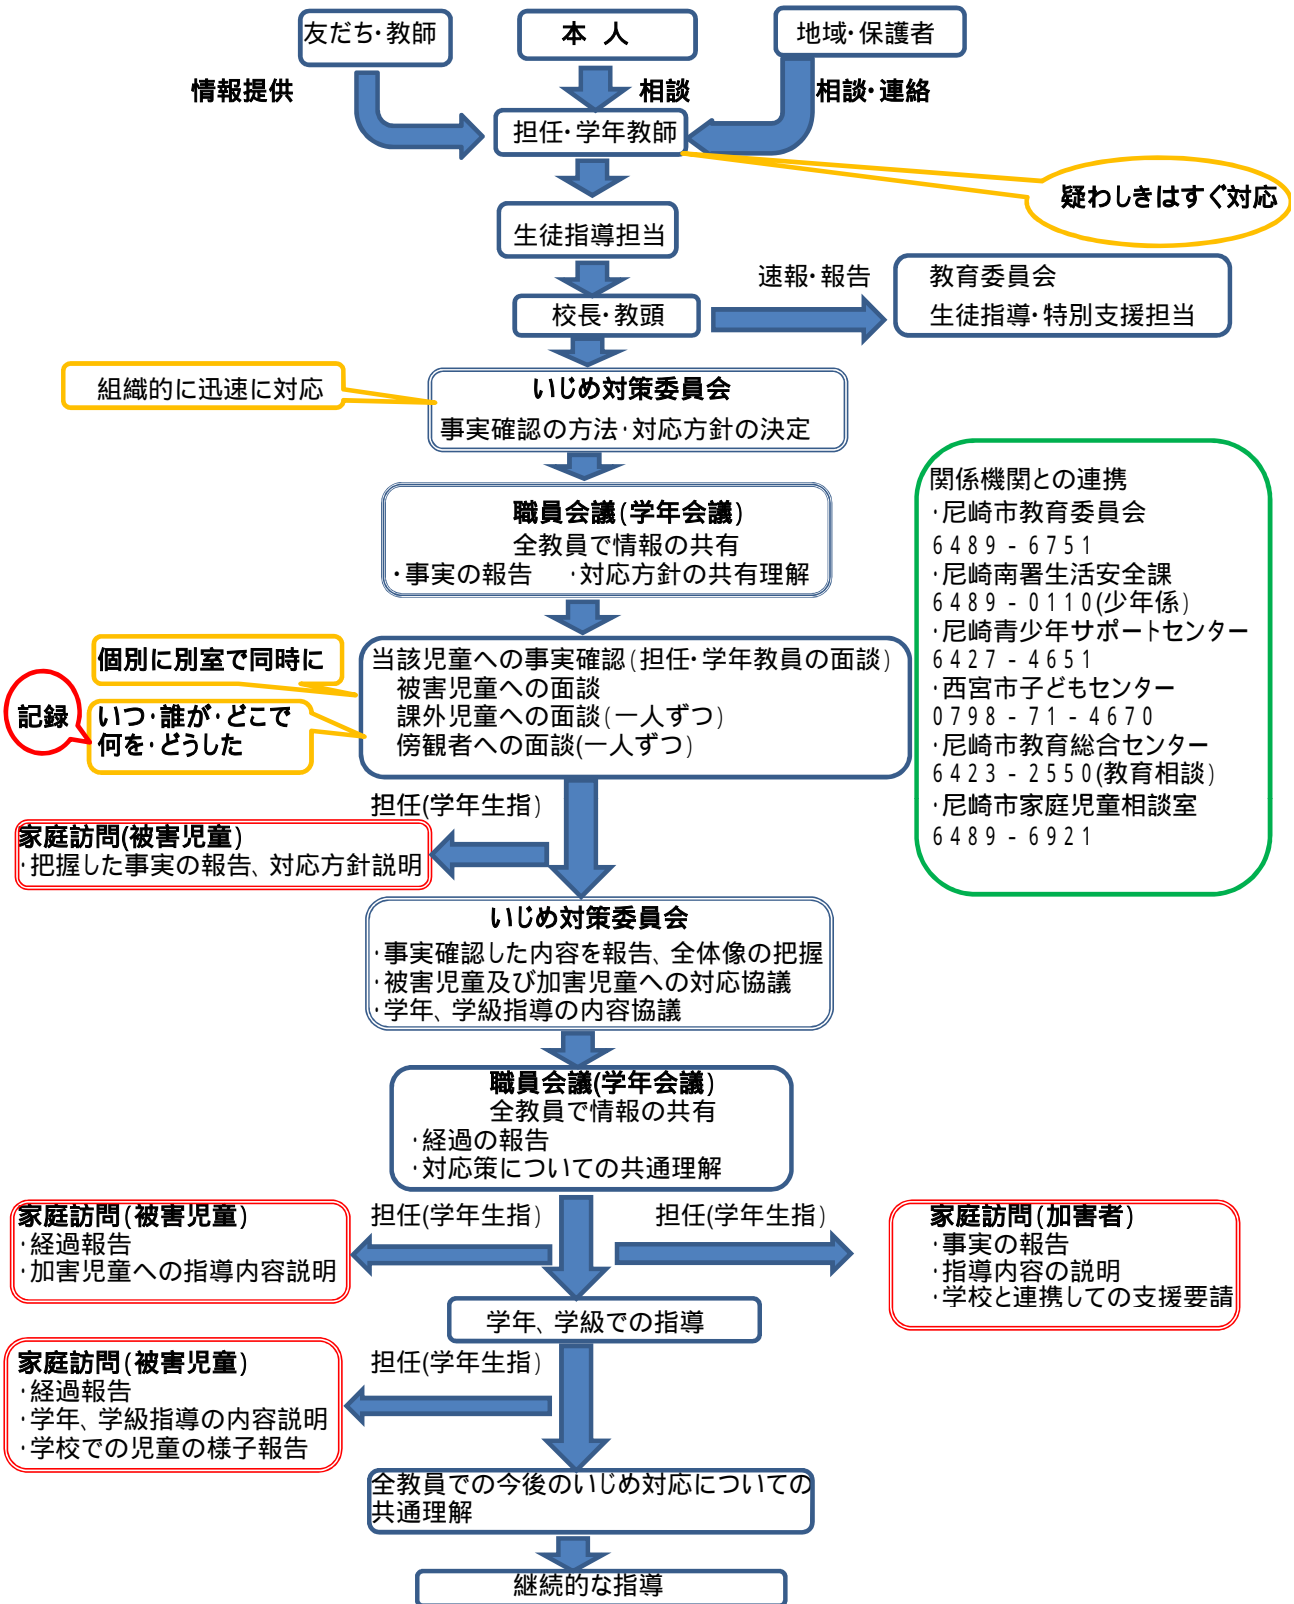 友だち・教師
本 人
地域・保護者
情報提供
相談
相談・連絡
担任・学年教師
疑わしきはすぐ対応
生徒指導担当
速報・報告
教育委員会
生徒指導・特別支援担当
校長・教頭
組織的に迅速に対応
いじめ対策委員会
事実確認の方法・対応方針の決定
職員会議(学年会議)
全教員で情報の共有
・事実の報告 ・対応方針の共有理解
関係機関との連携
・尼崎市教育委員会
6489-6751
・尼崎南署生活安全課
6489-0110(少年係)
・尼崎青少年サポートセンター
6427-4651
・西宮市子どもセンター
0798-71-4670
・尼崎市教育総合センター
6423-2550(教育相談)
・尼崎市家庭児童相談室
6489-6921
個別に別室で同時に
記録
いつ・誰が・どこで
何を・どうした
当該児童への事実確認(担任・学年教員の面談)
被害児童への面談
課外児童への面談(一人ずつ)
傍観者への面談(一人ずつ)
担任(学年生指)
家庭訪問(被害児童)
・把握した事実の報告、対応方針説明
いじめ対策委員会
・事実確認した内容を報告、全体像の把握
・被害児童及び加害児童への対応協議
・学年、学級指導の内容協議
職員会議(学年会議)
全教員で情報の共有
・経過の報告
・対応策についての共通理解
家庭訪問(被害児童)
・経過報告
・加害児童への指導内容説明
担任(学年生指)
担任(学年生指)
家庭訪問(加害者)
・事実の報告
・指導内容の説明
・学校と連携しての支援要請
学年、学級での指導
家庭訪問(被害児童)
・経過報告
・学年、学級指導の内容説明
・学校での児童の様子報告
担任(学年生指)
全教員での今後のいじめ対応についての
共通理解
継続的な指導